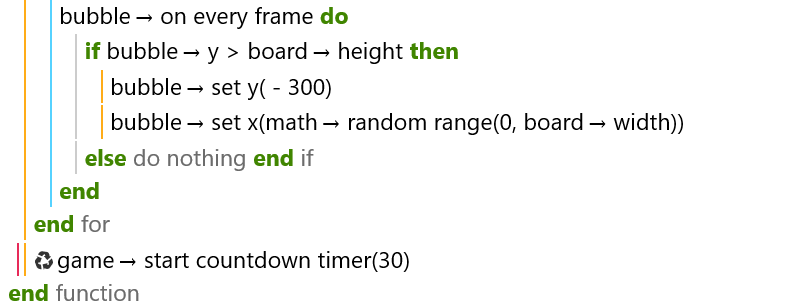 bubble → on every frame do
if bubble → y > board → height then
bubble → set y( - 300)
bubble → set x(math → random range(0, board → width))
else do nothing end if
end
end for
♻game → start countdown timer(30)
end function